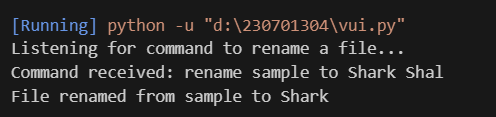 [Running] python -u "d:\230701304\vui.py"
Listening for command to rename a file...
Command received: rename sample to Shark Shal
File renamed from sample to Shark